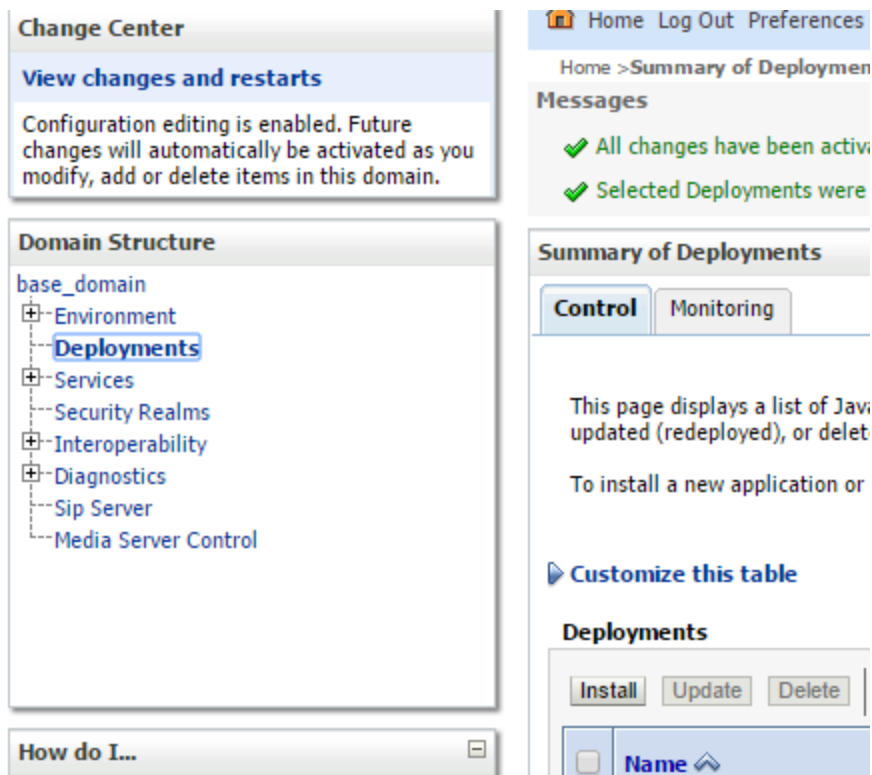 Change Center
View changes and restarts
Configuration editing is enabled. Future
changes will automatically be activated as you
modify, add or delete items in this domain.
Domain Structure
base_domain
Environment
Deployments
Services
Security Realms
Interoperability
Diagnostics
Sip Server
Media Server Control
How do I...
Home Log Out Preferences
Home >Summary of Deploymen
Messages
All changes have been activa
Selected Deployments were
Summary of Deployments
Control Monitoring
This page displays a list of Java
updated (redeployed), or delet
To install a new application or
Customize this table
Deployments
Install Update Delete
Name